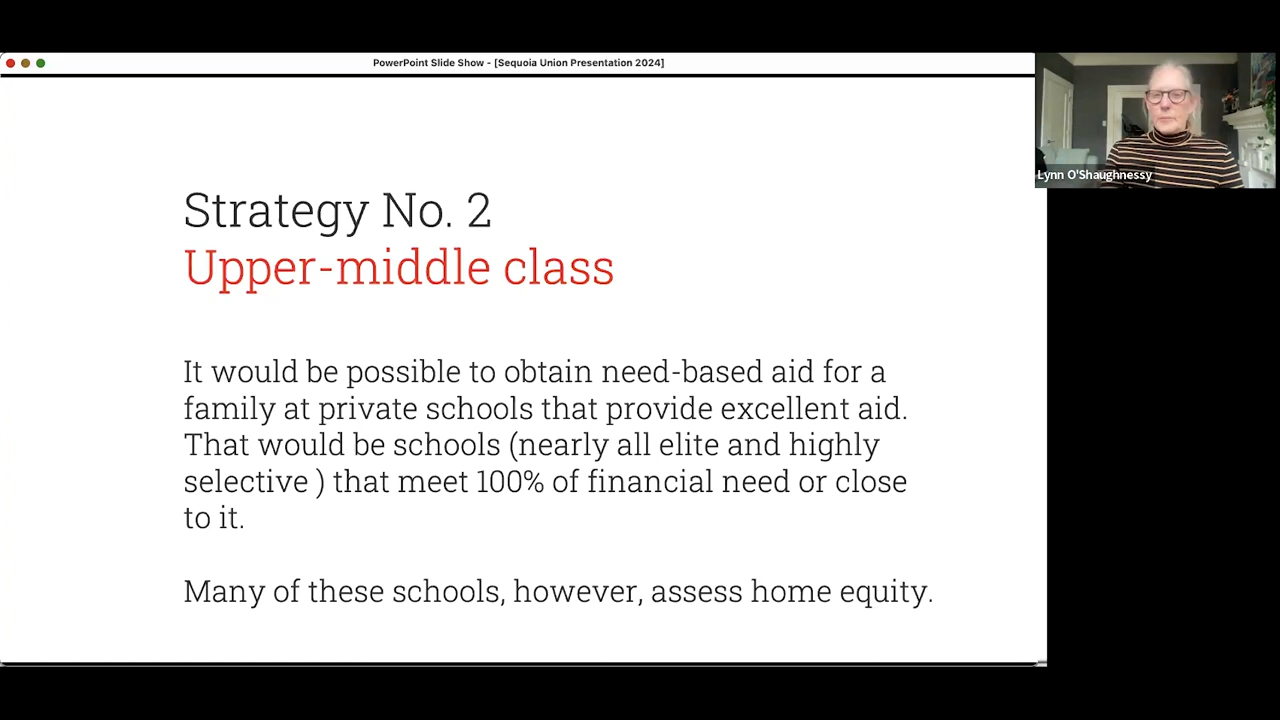 PowerPoint Slide Show - [Sequoia Union Presentation 2024]
Lynn O'Shaughnessy
Strategy No. 2
Upper-middle class
It would be possible to obtain need-based aid for a
family at private schools that provide excellent aid.
That would be schools (nearly all elite and highly
selective ) that meet 100% of financial need or close
to it.
Many of these schools, however, assess home equity.